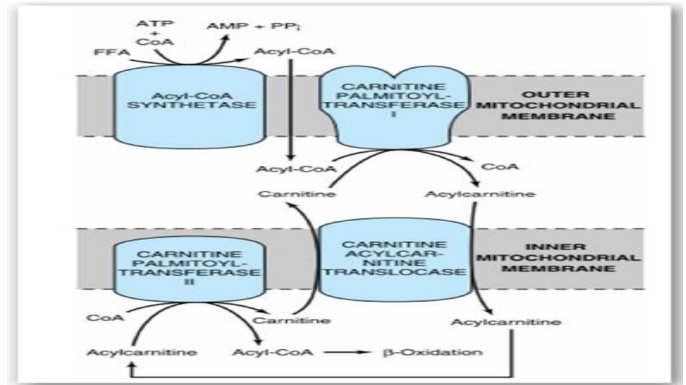 ATP
+
CoA
AMP + PPi
FFA
Acyl-CoA
Acyl-CoA
SYNTHETASE
CARNITINE
PALMITOYL-
TRANSFERASE
I
OUTER
MITOCHONDRIAL
MEMBRANE
Acyl-CoA
CoA
Carnitine
Acylcarnitine
CARNITINE
PALMITOYL-
TRANSFERASE
II
CARNITINE
ACYLCAR-
NITINE
TRANSLOCASE
INNER
MITOCHONDRIAL
MEMBRANE
CoA
Carnitine
Acylcarnitine
Acylcarnitine
Acyl-CoA
β-Oxidation